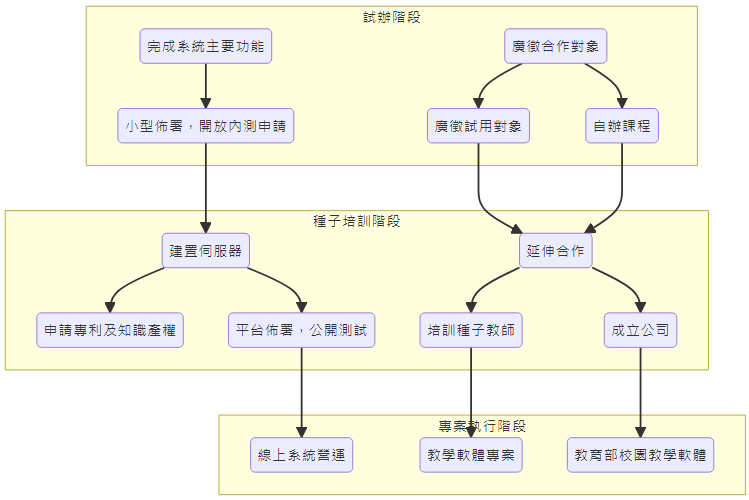 試辦階段
完成系統主要功能
廣徵合作對象
小型佈署，開放內測申請
廣徵試用對象
自辦課程
種子培訓階段
建置伺服器
延伸合作
申請專利及知識產權
平台佈署，公開測試
培訓種子教師
成立公司
專案執行階段
線上系統營運
教學軟體專案
教育部校園教學軟體